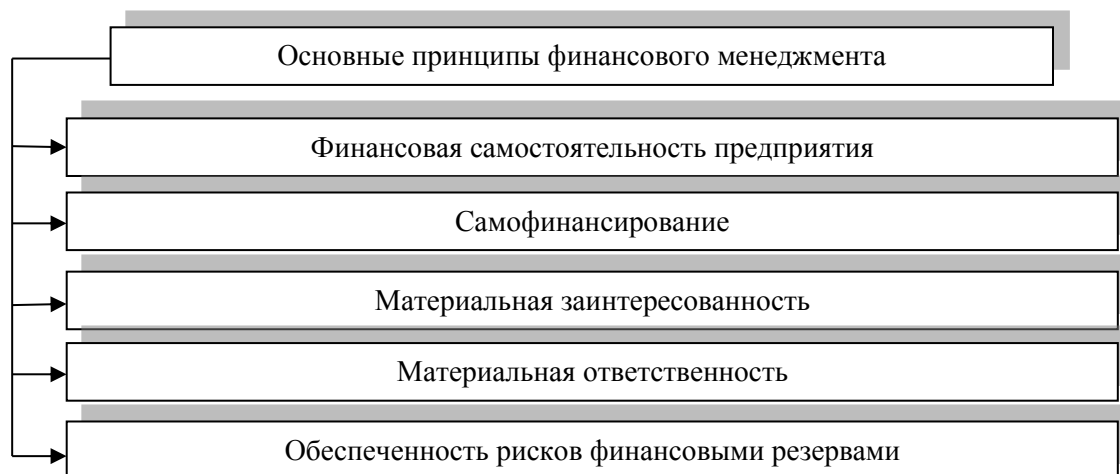 Основные принципы финансового менеджмента
Финансовая самостоятельность предприятия
Самофинансирование
Материальная заинтересованность
Материальная ответственность
Обеспеченность рисков финансовыми резервами